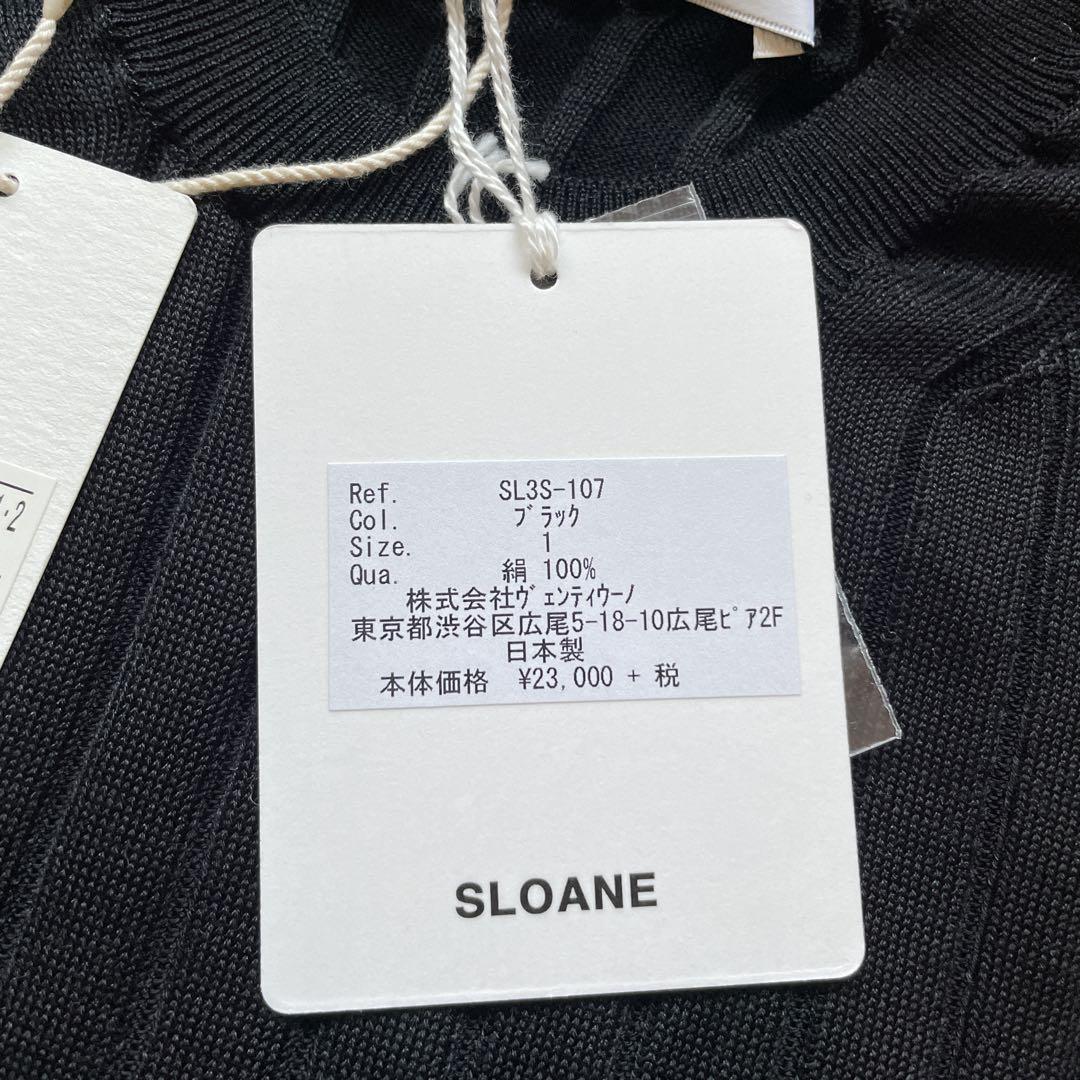 Ref. SL3S-107
Col. ﾌﾞﾗｯｸ
Size. 1
Qua. 絹 100%
株式会社ｳﾞｪﾝﾃｨｳｰﾉ
東京都渋谷区広尾5-18-10広尾ﾋﾟｱ2F
日本製
本体価格 ¥23,000 + 税
SLOANE